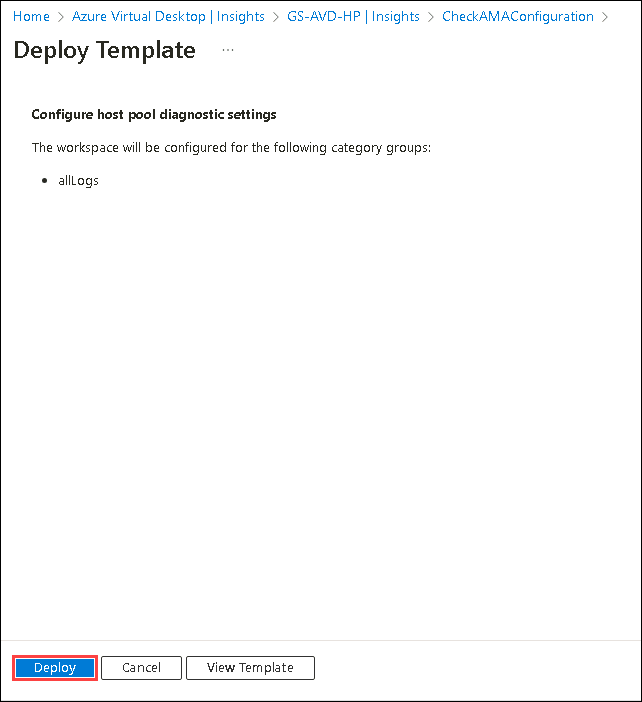 Home > Azure Virtual Desktop | Insights > GS-AVD-HP | Insights > CheckAMAConfiguration >
Deploy Template ...
Configure host pool diagnostic settings
The workspace will be configured for the following category groups:
• allLogs
Deploy Cancel View Template